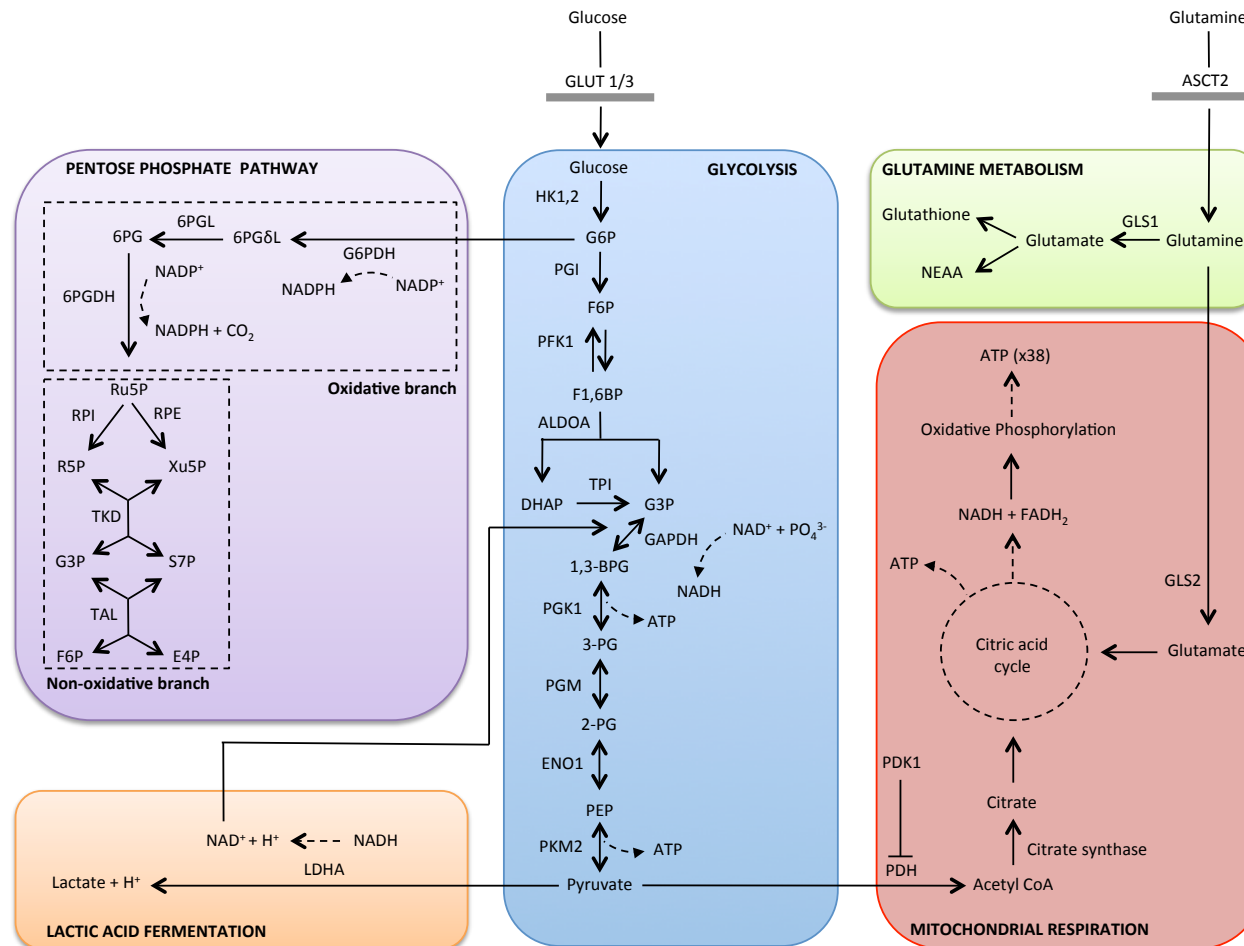 Glucose
GLUT 1/3
Glutamine
ASCT2
PENTOSE PHOSPHATE PATHWAY
6PG
6PGL
6PGδL
G6PDH
NADP⁺
NADPH
NADP⁺
6PGDH
NADPH + CO₂
Oxidative branch
Ru5P
RPI
RPE
R5P
Xu5P
TKD
G3P
S7P
TAL
F6P
E4P
Non-oxidative branch
GLYCOLYSIS
Glucose
HK1,2
G6P
PGI
F6P
PFK1
F1,6BP
ALDOA
DHAP
TPI
G3P
GAPDH
NAD⁺ + PO₄³⁻
NADH
1,3-BPG
PGK1
ATP
3-PG
PGM
2-PG
ENO1
PEP
PKM2
ATP
Pyruvate
GLUTAMINE METABOLISM
Glutathione
GLS1
Glutamate
Glutamine
NEAA
ATP (x38)
Oxidative Phosphorylation
NADH + FADH₂
ATP
GLS2
Citric acid
cycle
Glutamate
PDK1
Citrate
Citrate synthase
PDH
Acetyl CoA
MITOCHONDRIAL RESPIRATION
NAD⁺ + H⁺
NADH
LDHA
Lactate + H⁺
LACTIC ACID FERMENTATION